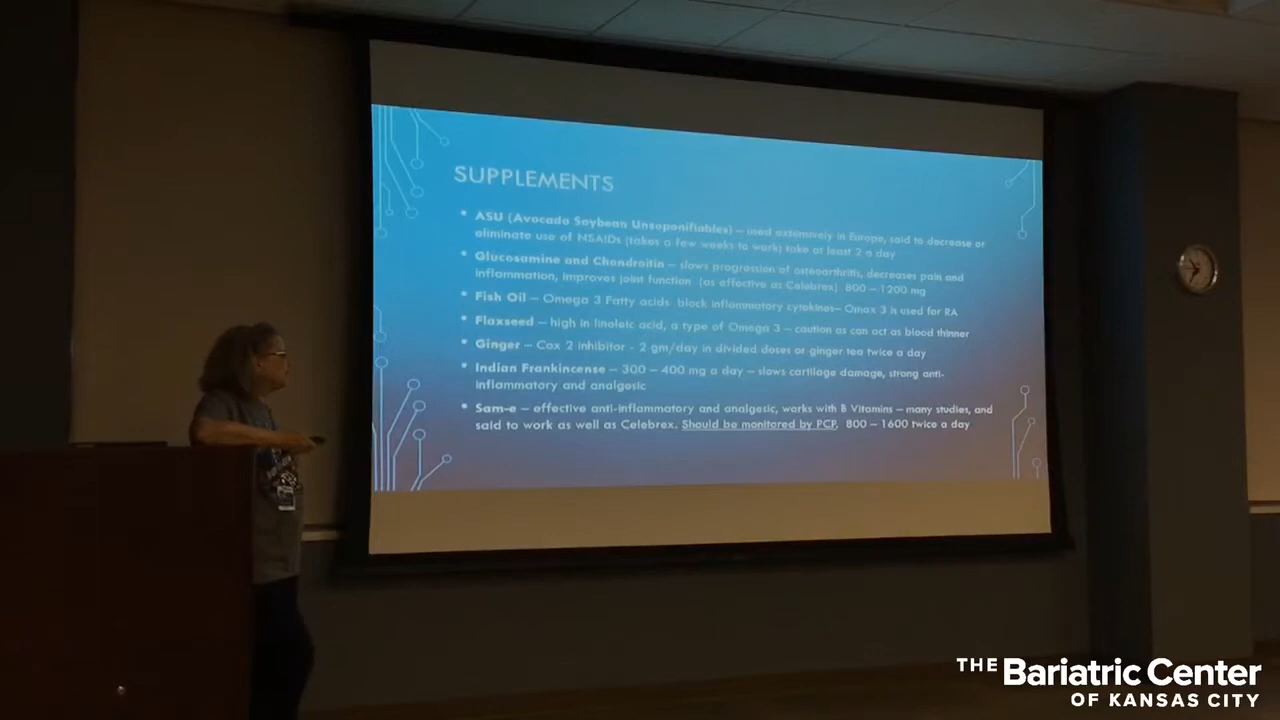 SUPPLEMENTS
• ASU (Avocado Soybean Unsaponifiables) – used extensively in Europe, said to decrease or
eliminate use of NSAIDs (takes a few weeks to work) take at least 2 a day
• Glucosamine and Chondroitin – slows progression of osteoarthritis, decreases pain and
inflammation, improves joint function (as effective as Celebrex) 800 – 1200 mg
• Fish Oil – Omega 3 Fatty acids block inflammatory cytokines– Omax 3 is used for RA
• Flaxseed – high in linoleic acid, a type of Omega 3 – caution as can act as blood thinner
• Ginger – Cox 2 inhibitor - 2 gm/day in divided doses or ginger tea twice a day
• Indian Frankincense – 300 – 400 mg a day – slows cartilage damage, strong anti-
inflammatory and analgesic
• Sam-e – effective anti-inflammatory and analgesic, works with B Vitamins – many studies, and
said to work as well as Celebrex. Should be monitored by PCP. 800 – 1600 twice a day
THE Bariatric Center
OF KANSAS CITY